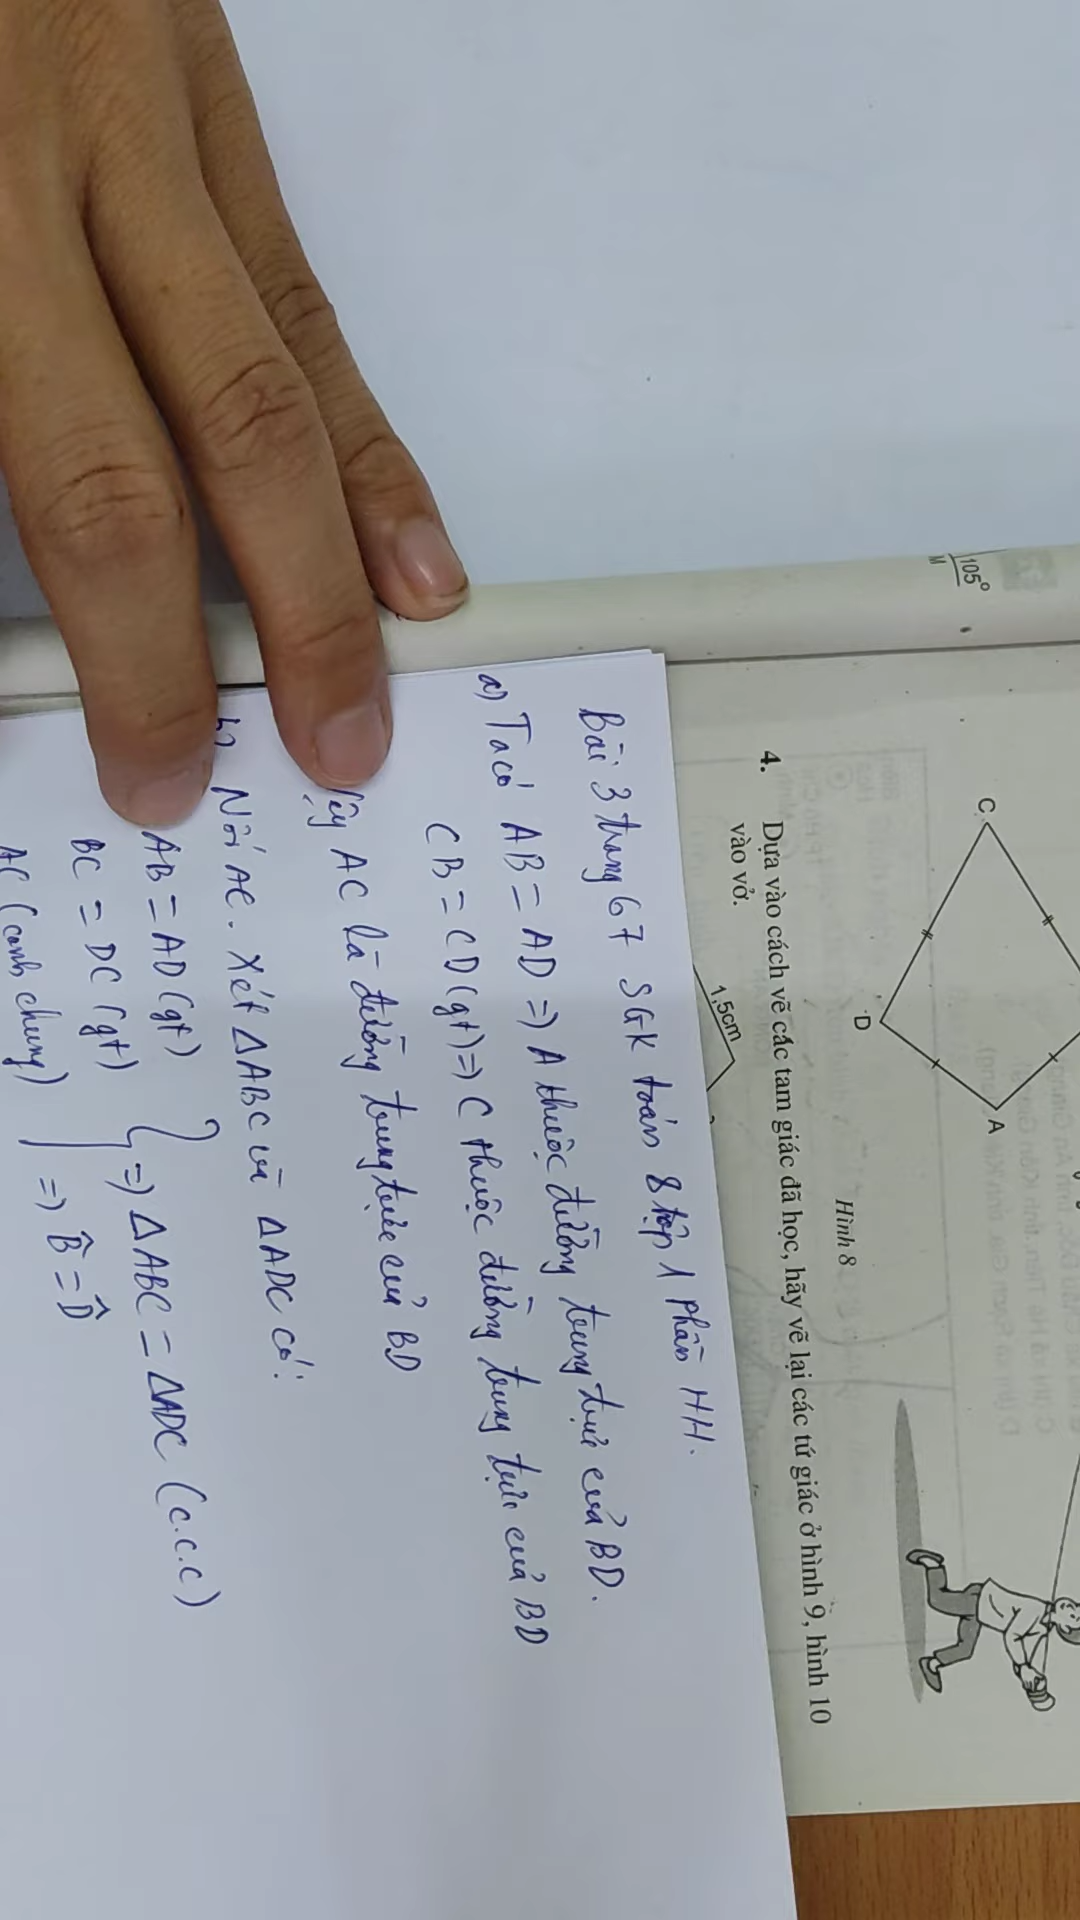 105°
M
C
D
A
Hình 8
4. Dựa vào cách vẽ các tam giác đã học, hãy vẽ lại các tứ giác ở hình 9, hình 10
vào vở.
1,5cm
Bài 3 trang 67 SGK toán 8 tập 1 phần HH.
a) Ta có AB = AD => A thuộc đường trung trực của BD.
CB = CD (gt) => C thuộc đường trung trực của BD
AC là đường trung trực của BD
Nối AC. Xét ΔABC và ΔADC có:
AB = AD (gt)
BC = DC (gt) } => ΔABC = ΔADC (c.c.c)
AC (cạnh chung) => B̂ = D̂